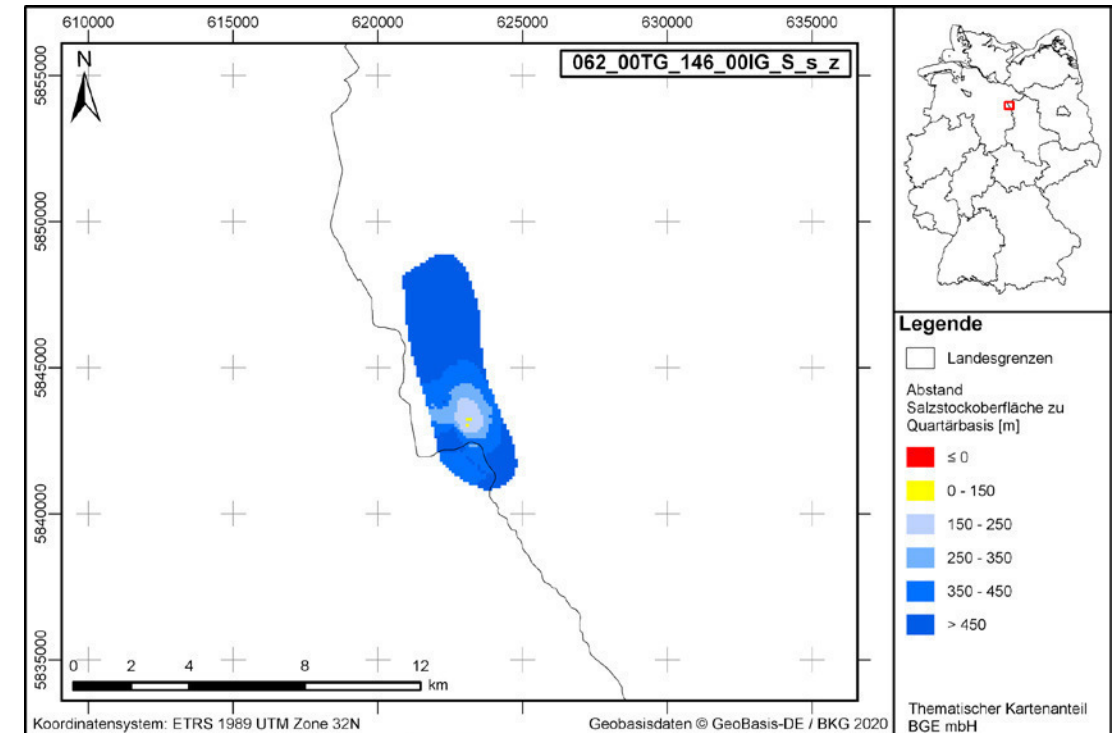 610000 615000 620000 625000 630000 635000
062_00TG_146_00IG_S_s_z
N
5855000
5850000
5845000
5840000
5835000
0 2 4 8 12
km
Koordinatensystem: ETRS 1989 UTM Zone 32N
Geobasisdaten © GeoBasis-DE / BKG 2020
Legende
Landesgrenzen
Abstand
Salzstockoberfläche zu
Quartärbasis [m]
≤ 0
0 - 150
150 - 250
250 - 350
350 - 450
> 450
Thematischer Kartenanteil
BGE mbH